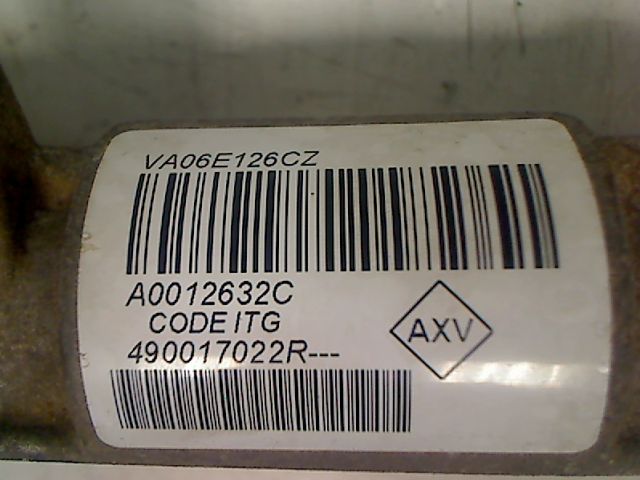 VA06E126CZ
A0012632C
CODE ITG
AXV
490017022R---